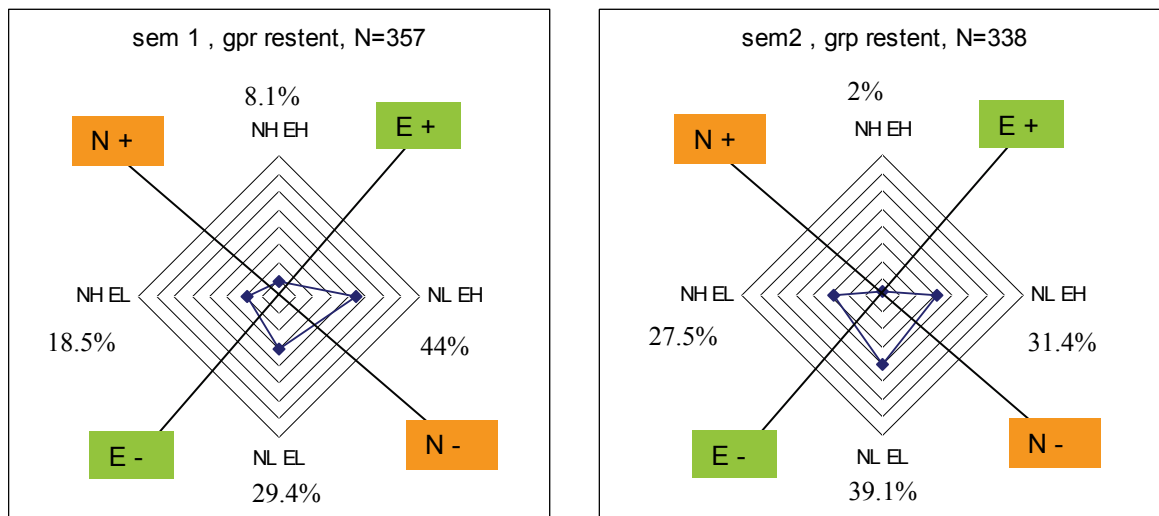 sem 1 , gpr restent, N=357
8.1%
NH EH
N +
E +
NH EL
18.5%
NL EH
44%
E -
N -
NL EL
29.4%
sem2 , grp restent, N=338
2%
NH EH
N +
E +
NH EL
27.5%
NL EH
31.4%
E -
N -
NL EL
39.1%